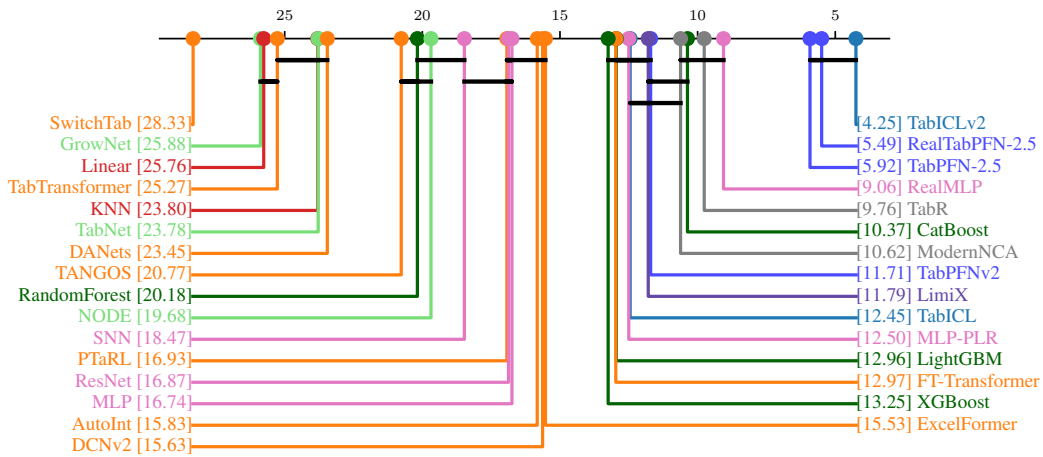 25 20 15 10 5
SwitchTab [28.33] [4.25] TabICLv2
GrowNet [25.88] [5.49] RealTabPFN-2.5
Linear [25.76] [5.92] TabPFN-2.5
TabTransformer [25.27] [9.06] RealMLP
KNN [23.80] [9.76] TabR
TabNet [23.78] [10.37] CatBoost
DANets [23.45] [10.62] ModernNCA
TANGOS [20.77] [11.71] TabPFNv2
RandomForest [20.18] [11.79] LimiX
NODE [19.68] [12.45] TabICL
SNN [18.47] [12.50] MLP-PLR
PTaRL [16.93] [12.96] LightGBM
ResNet [16.87] [12.97] FT-Transformer
MLP [16.74] [13.25] XGBoost
AutoInt [15.83] [15.53] ExcelFormer
DCNv2 [15.63]